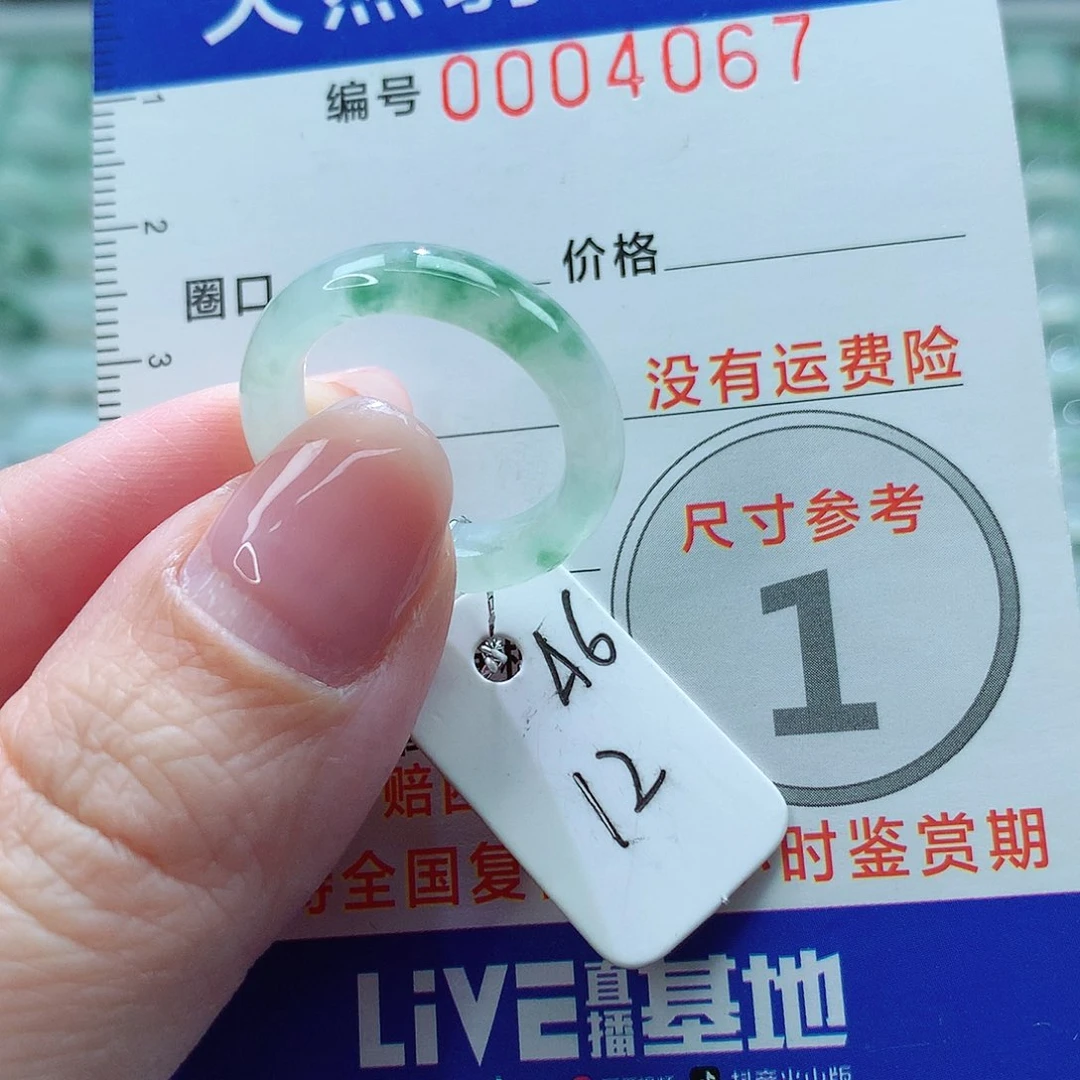 天然
编号 0004067
1
2
3
圈口
价格
没有运费险
尺寸参考
1
46
12
赔
全国复
时鉴赏期
LiVE直播基地